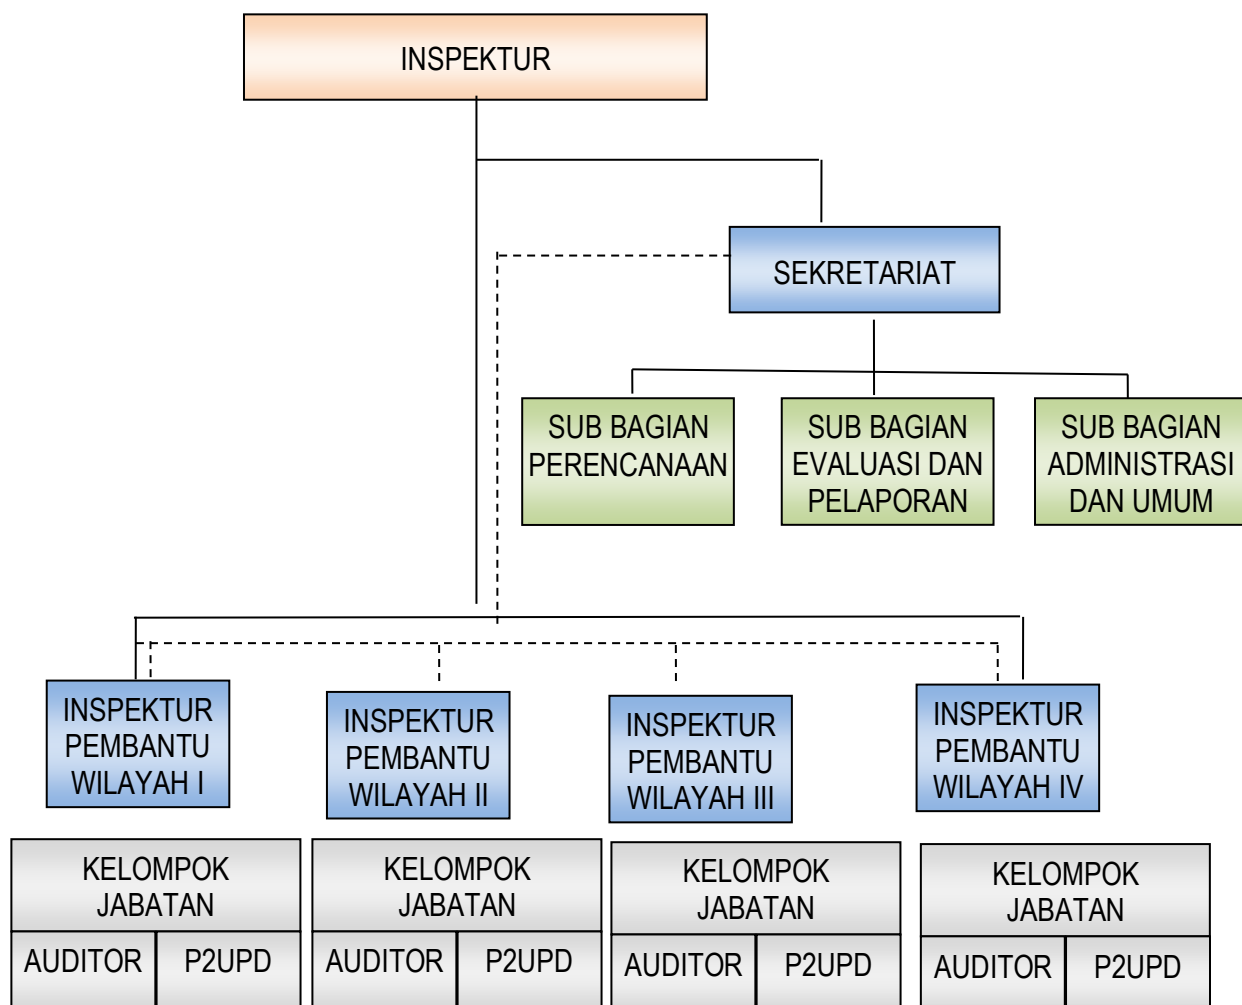 INSPEKTUR
SEKRETARIAT
SUB BAGIAN
PERENCANAAN
SUB BAGIAN
EVALUASI DAN
PELAPORAN
SUB BAGIAN
ADMINISTRASI
DAN UMUM
INSPEKTUR
PEMBANTU
WILAYAH I
INSPEKTUR
PEMBANTU
WILAYAH II
INSPEKTUR
PEMBANTU
WILAYAH III
INSPEKTUR
PEMBANTU
WILAYAH IV
KELOMPOK
JABATAN
AUDITOR
P2UPD
KELOMPOK
JABATAN
AUDITOR
P2UPD
KELOMPOK
JABATAN
AUDITOR
P2UPD
KELOMPOK
JABATAN
AUDITOR
P2UPD